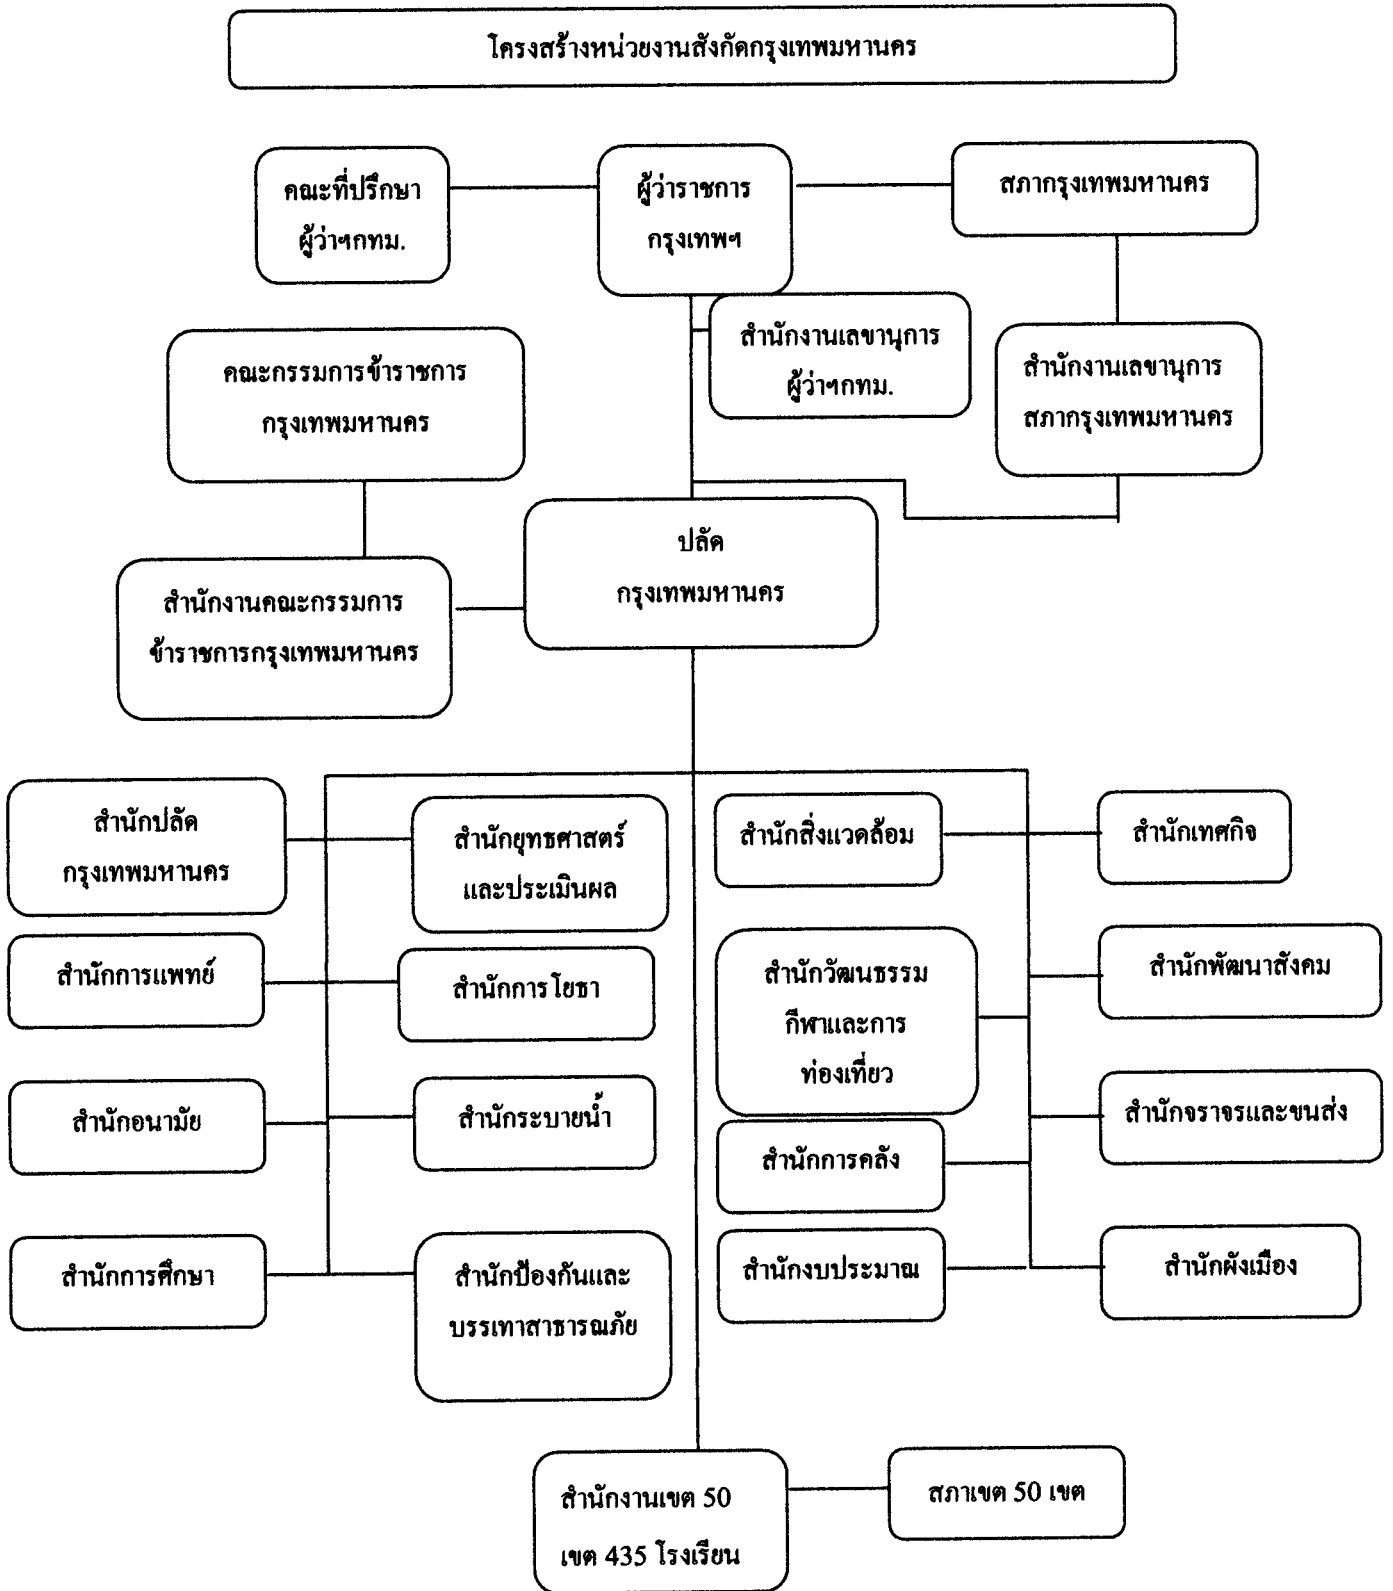 โครงสร้างหน่วยงานสังกัดกรุงเทพมหานคร
คณะที่ปรึกษา
ผู้ว่าฯกทม.
ผู้ว่าราชการ
กรุงเทพฯ
สภากรุงเทพมหานคร
สำนักงานเลขานุการ
ผู้ว่าฯกทม.
คณะกรรมการข้าราชการ
กรุงเทพมหานคร
สำนักงานเลขานุการ
สภากรุงเทพมหานคร
ปลัด
กรุงเทพมหานคร
สำนักงานคณะกรรมการ
ข้าราชการกรุงเทพมหานคร
สำนักปลัด
กรุงเทพมหานคร
สำนักยุทธศาสตร์
และประเมินผล
สำนักสิ่งแวดล้อม
สำนักเทศกิจ
สำนักการแพทย์
สำนักการโยธา
สำนักวัฒนธรรม
กีฬาและการ
ท่องเที่ยว
สำนักพัฒนาสังคม
สำนักอนามัย
สำนักระบายน้ำ
สำนักการคลัง
สำนักจราจรและขนส่ง
สำนักการศึกษา
สำนักป้องกันและ
บรรเทาสาธารณภัย
สำนักงบประมาณ
สำนักผังเมือง
สำนักงานเขต 50
เขต 435 โรงเรียน
สภาเขต 50 เขต